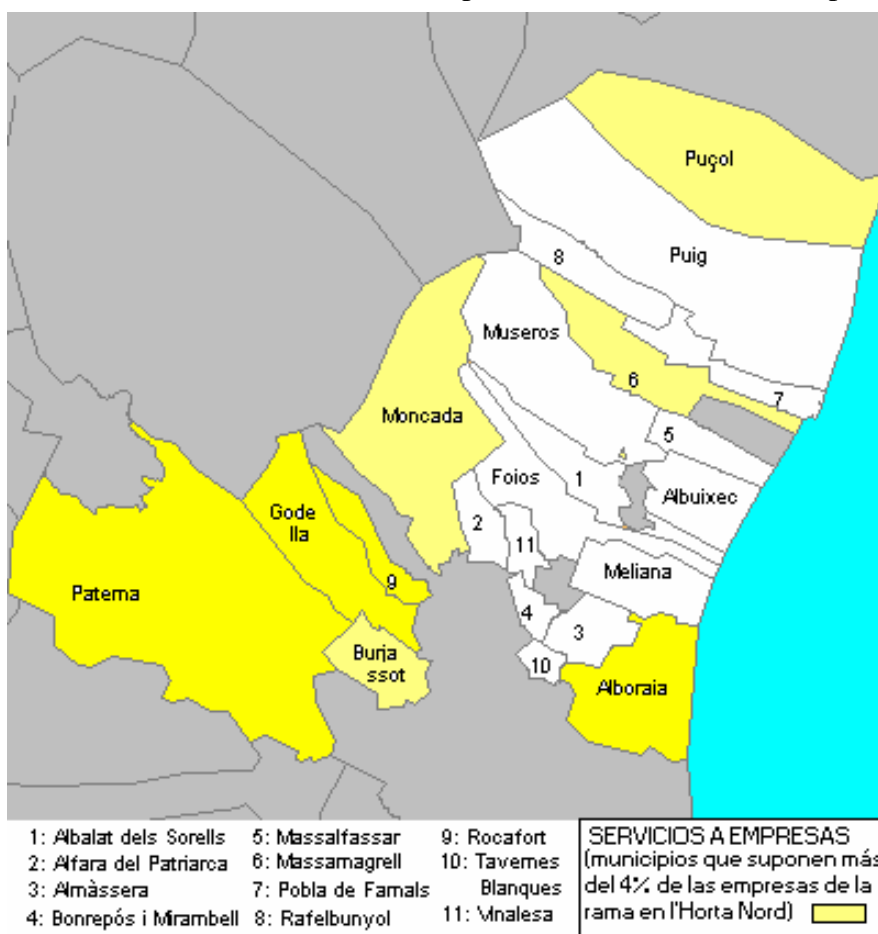 Puçol
Puig
8
Museros
6
7
Moncada
5
Foios
1
Albuixec
Gode
lla
2
11
Meliana
Paterna
9
4
3
Burja
ssot
10
Alboraia
1: Albalat dels Sorells
2: Alfara del Patriarca
3: Almàssera
4: Bonrepós i Mirambell
5: Massalfassar
6: Massamagrell
7: Pobla de Farnals
8: Rafelbunyol
9: Rocafort
10: Tavernes
Blanques
11: Vinalesa
SERVICIOS A EMPRESAS
(municipios que suponen más
del 4% de las empresas de la
rama en l'Horta Nord)